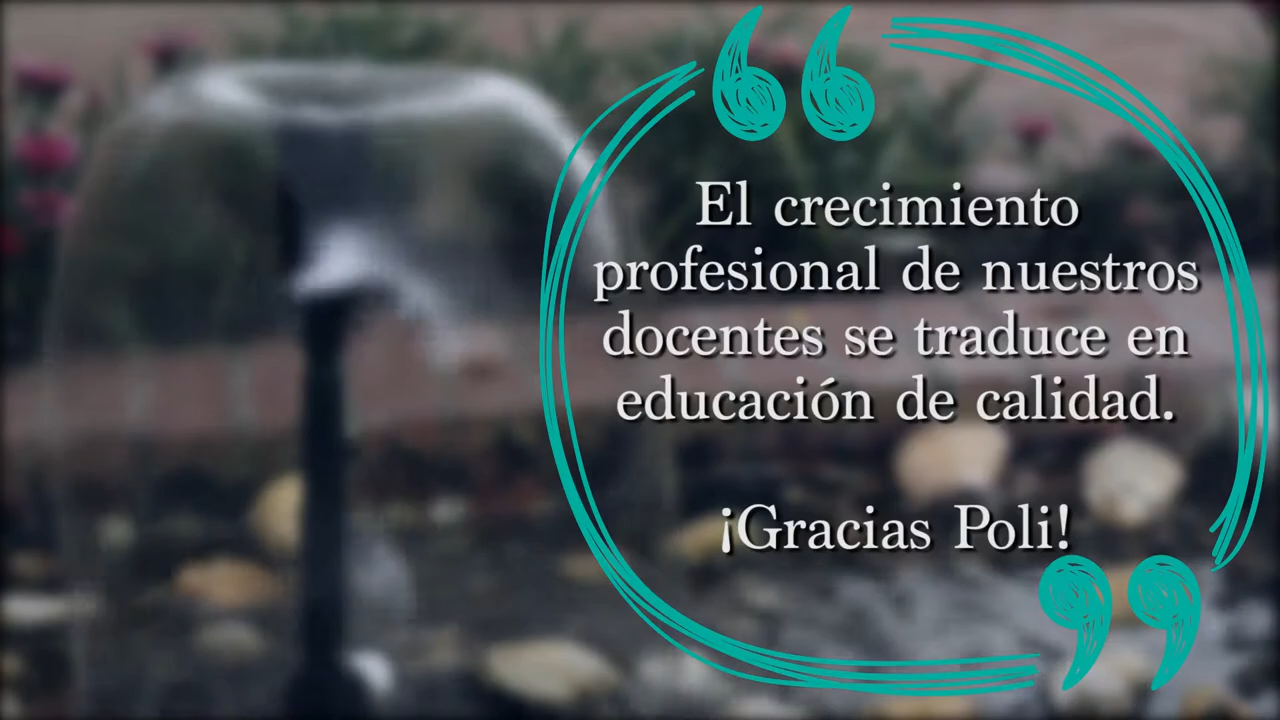 El crecimiento
profesional de nuestros
docentes se traduce en
educación de calidad.
¡Gracias Poli!